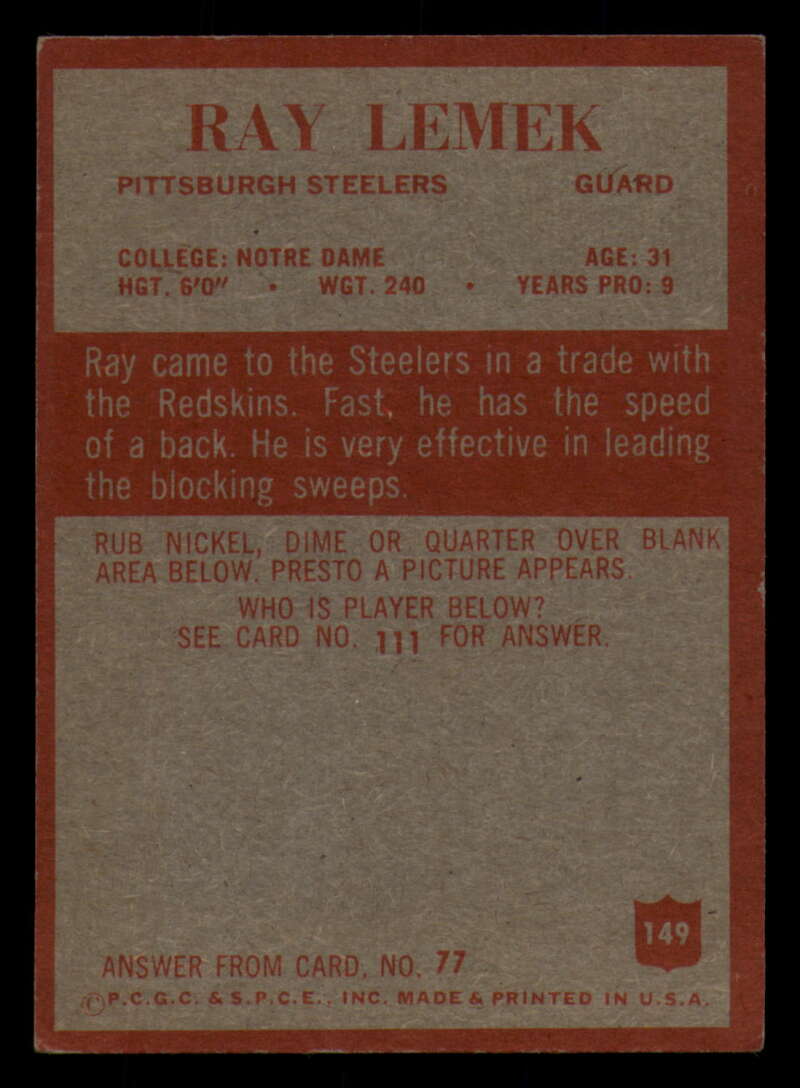 RAY LEMEK
PITTSBURGH STEELERS GUARD
COLLEGE: NOTRE DAME AGE: 31
HGT. 6'0" • WGT. 240 • YEARS PRO: 9
Ray came to the Steelers in a trade with
the Redskins. Fast, he has the speed
of a back. He is very effective in leading
the blocking sweeps.
RUB NICKEL, DIME OR QUARTER OVER BLANK
AREA BELOW. PRESTO A PICTURE APPEARS.
WHO IS PLAYER BELOW?
SEE CARD NO. 111 FOR ANSWER.
149
ANSWER FROM CARD. NO. 77
©P.C.G.C. & S.P.C.E., INC. MADE & PRINTED IN U.S.A.